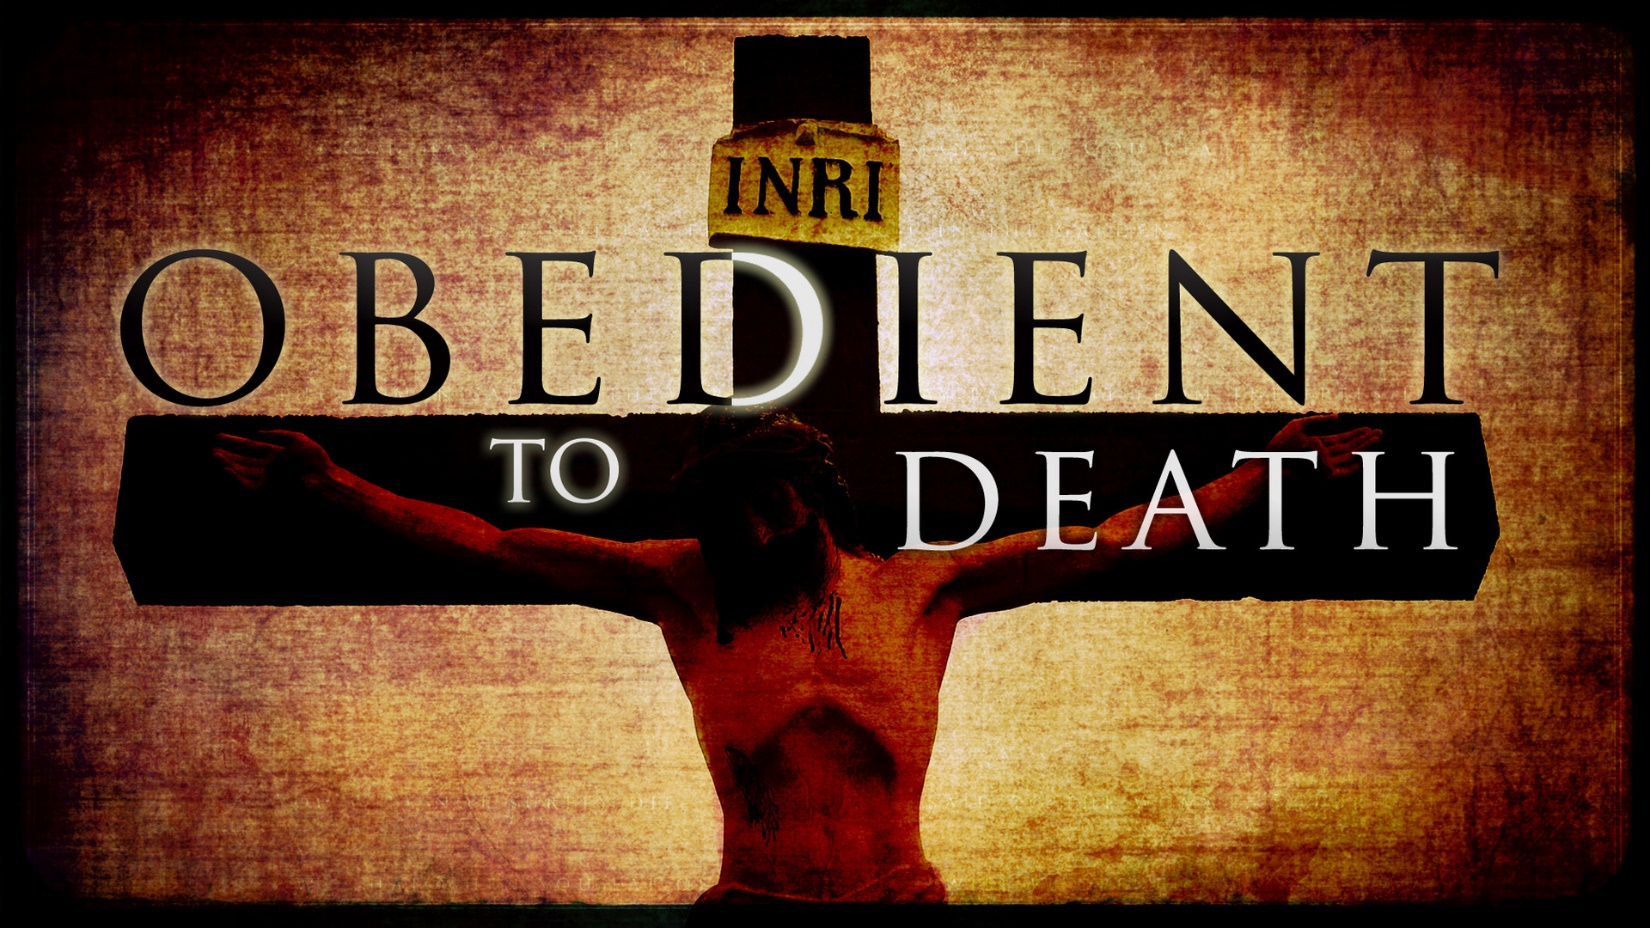 INRI
OBEDIENT
TO DEATH